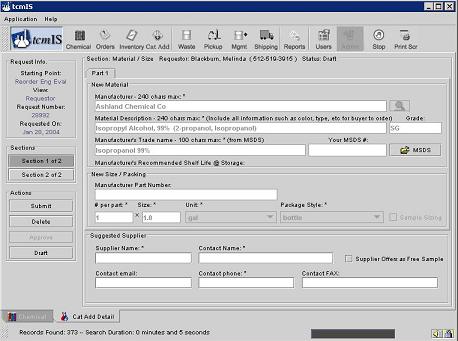 tcmIS
Application Help
tcmIS Chemical Orders Inventory Cat Add Waste Pickup Mgmt Shipping Reports Users Admin Stop Print Scr
Request Info.
Starting Point:
Reorder Eng Eval
View:
Requestor
Request Number:
28992
Requested On:
Jan 28, 2004
Sections
Section 1 of 2
Section 2 of 2
Actions
Submit
Delete
Approve
Draft
Section: Material / Size Requestor: Blackburn, Melinda ( 512-519-3915 ) Status: Draft
Part 1
New Material
Manufacturer - 240 chars max: *
Ashland Chemical Co
Material Description - 240 chars max: * (Include all information such as color, type, etc for buyer to order) Grade:
Isopropyl Alcohol, 99% (2-propanol, Isopropanol) SG
Manufacturer's Trade name - 100 chars max: * (from MSDS) Your MSDS #:
Isopropanol 99% MSDS
Manufacturer's Recommended Shelf Life @ Storage:
New Size / Packing
Manufacturer Part Number:
# per part: * Size: * Unit: * Package Style: *
1 x 1.0 gal bottle Sample Sizing
Suggested Supplier
Supplier Name: * Contact Name: *
Supplier Offers as Free Sample
Contact email: Contact phone: * Contact FAX:
Chemical Cat Add Detail
Records Found: 373 -- Search Duration: 0 minutes and 5 seconds